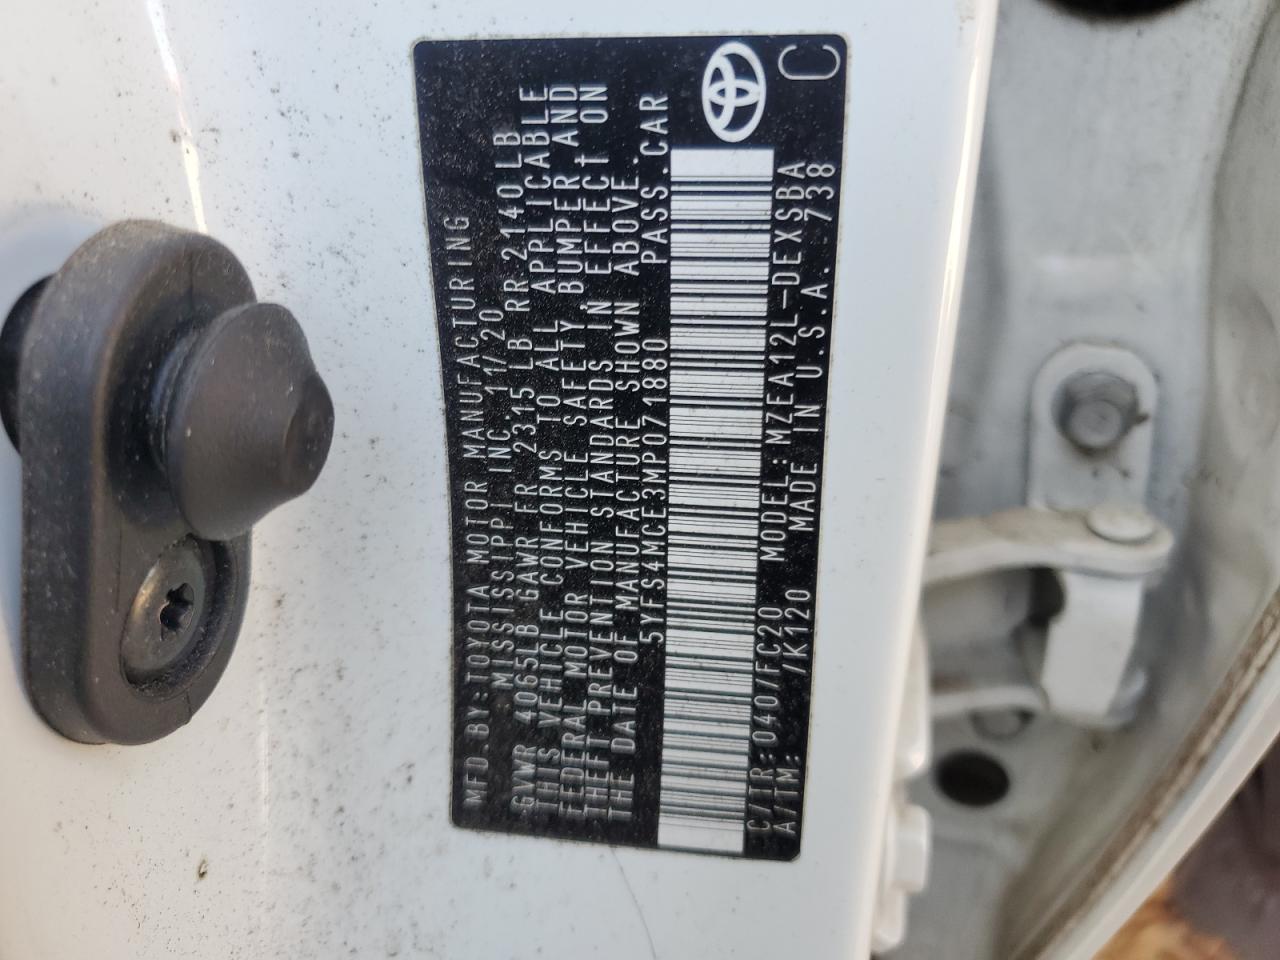 MFD.BY:TOYOTA MOTOR MANUFACTURING
MISSISSIPPI INC. 11/20
GVWR 4065LB GAWR FR 2315 LB RR 2140 LB
THIS VEHICLE CONFORMS TO ALL APPLICABLE
FEDERAL MOTOR VEHICLE SAFETY,BUMPER AND
THEFT PREVENTION STANDARDS IN EFFECT ON
THE DATE OF MANUFACTURE SHOWN ABOVE.
5YFS4MCE3MP071880 PASS.CAR
C/TR:040/FC20 MODEL:MZEA12L-DEXSBA
A/TM: /K120 MADE IN U.S.A. 738
C